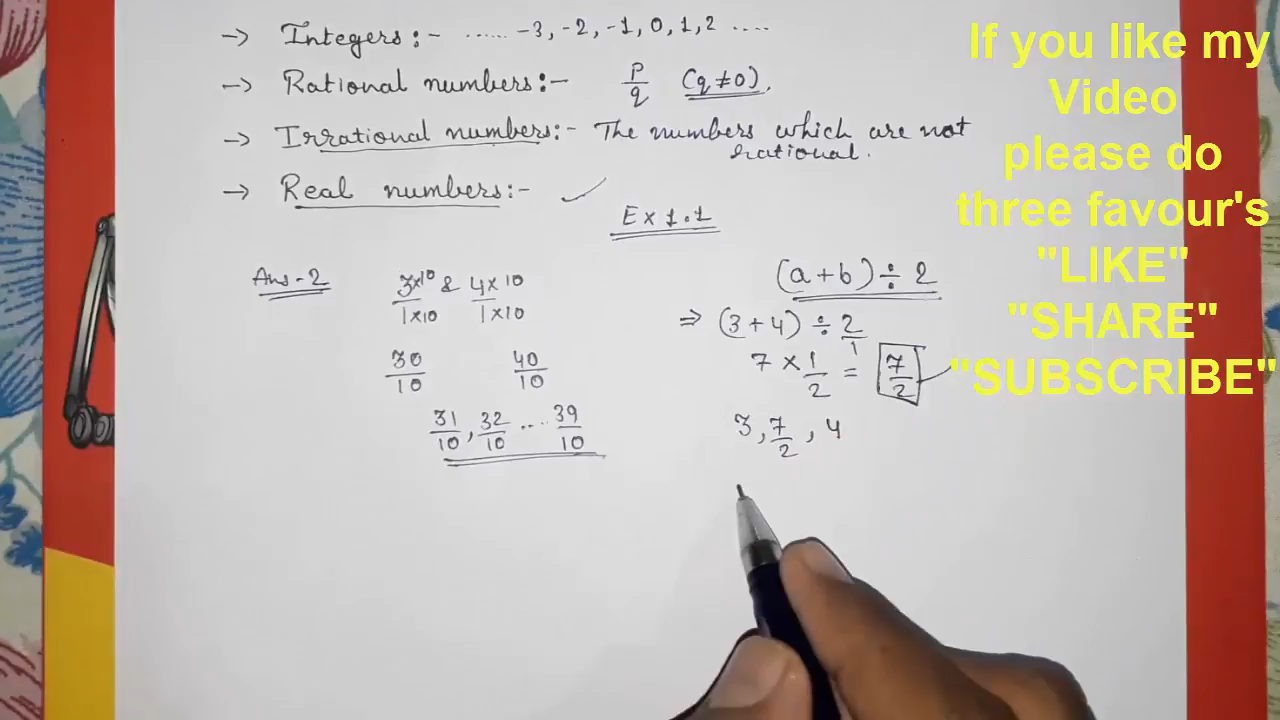 → Integers:- ...... -3, -2, -1, 0, 1, 2 ....
→ Rational numbers:- p/q (q≠0).
→ Irrational numbers:- The numbers which are not
rational.
→ Real numbers:- ✓
Ex 1.1
Ans-2
3×10/1×10 & 4×10/1×10
30/10 40/10
31/10, 32/10 ... 39/10
(a+b) ÷ 2
⇒ (3+4) ÷ 2/1
7 × 1/2 = 7/2
3, 7/2, 4
If you like my
Video
please do
three favour's
"LIKE"
"SHARE"
"SUBSCRIBE"